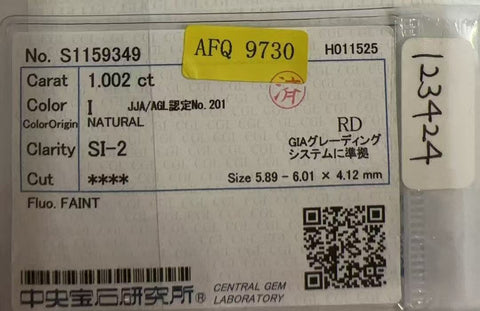 No. S1159349
AFQ 9730
H011525
Carat 1.002 ct
済
Color I JJA/AGL認定No.201
ColorOrigin NATURAL
RD
Clarity SI-2
GIAグレーディング
システムに準拠
Cut ****
Size 5.89 - 6.01 × 4.12 mm
Fluo. FAINT
中央宝石研究所®
CENTRAL GEM
LABORATORY
123424